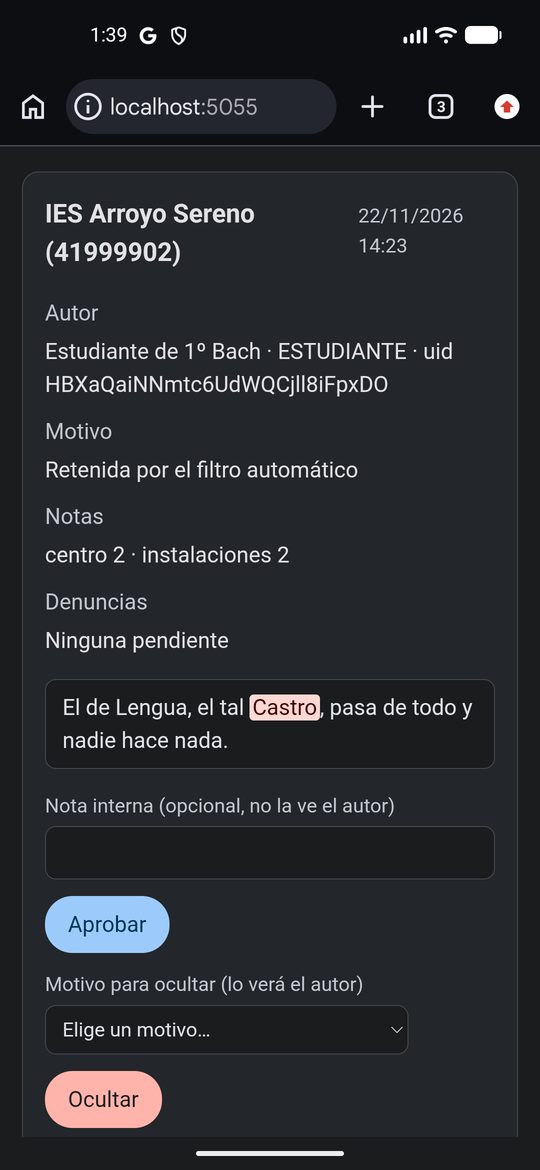 1:39
localhost:5055
3
IES Arroyo Sereno
(41999902)
22/11/2026
14:23
Autor
Estudiante de 1º Bach · ESTUDIANTE · uid
HBXaQaiNNmtc6UdWQCjll8iFpxDO
Motivo
Retenida por el filtro automático
Notas
centro 2 · instalaciones 2
Denuncias
Ninguna pendiente
El de Lengua, el tal Castro, pasa de todo y
nadie hace nada.
Nota interna (opcional, no la ve el autor)
Aprobar
Motivo para ocultar (lo verá el autor)
Elige un motivo...
Ocultar